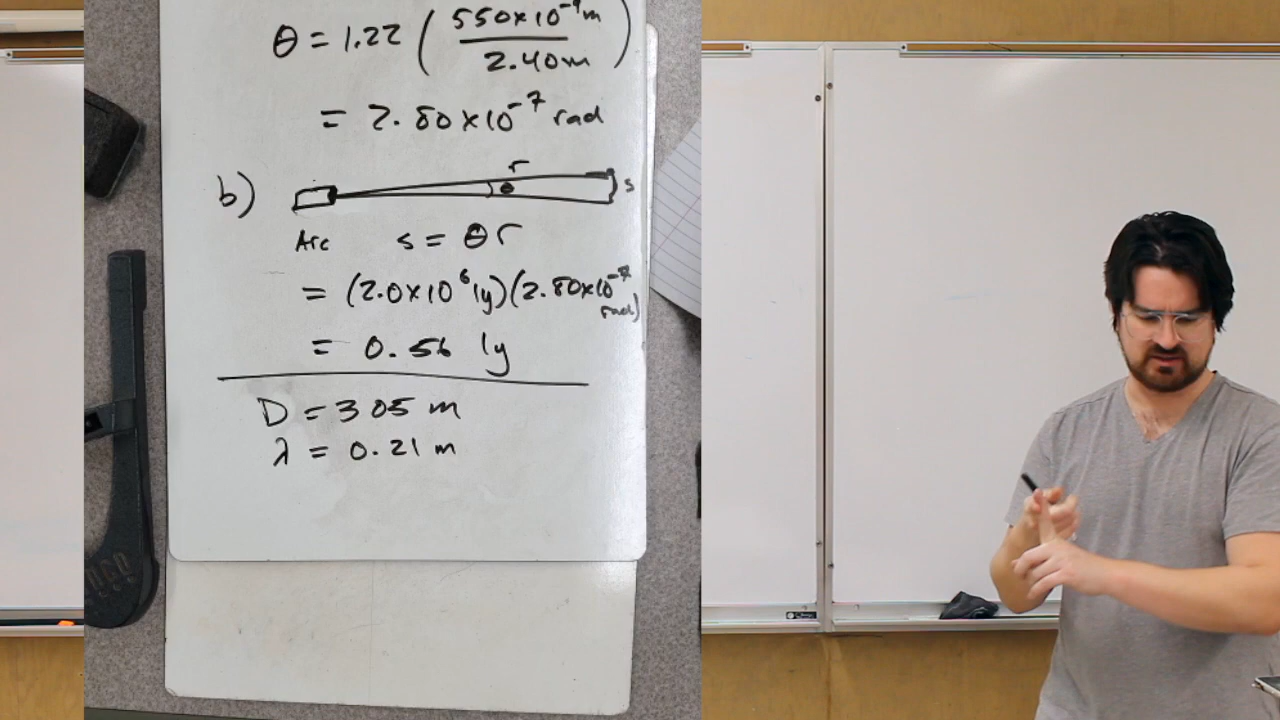 θ = 1.22 ( 550×10⁻⁹m / 2.40m )
= 2.80×10⁻⁷ rad
b)
r
θ
s
Arc s = θ r
= (2.0×10⁶ ly)(2.80×10⁻⁷ rad)
= 0.56 ly
D = 305 m
λ = 0.21 m